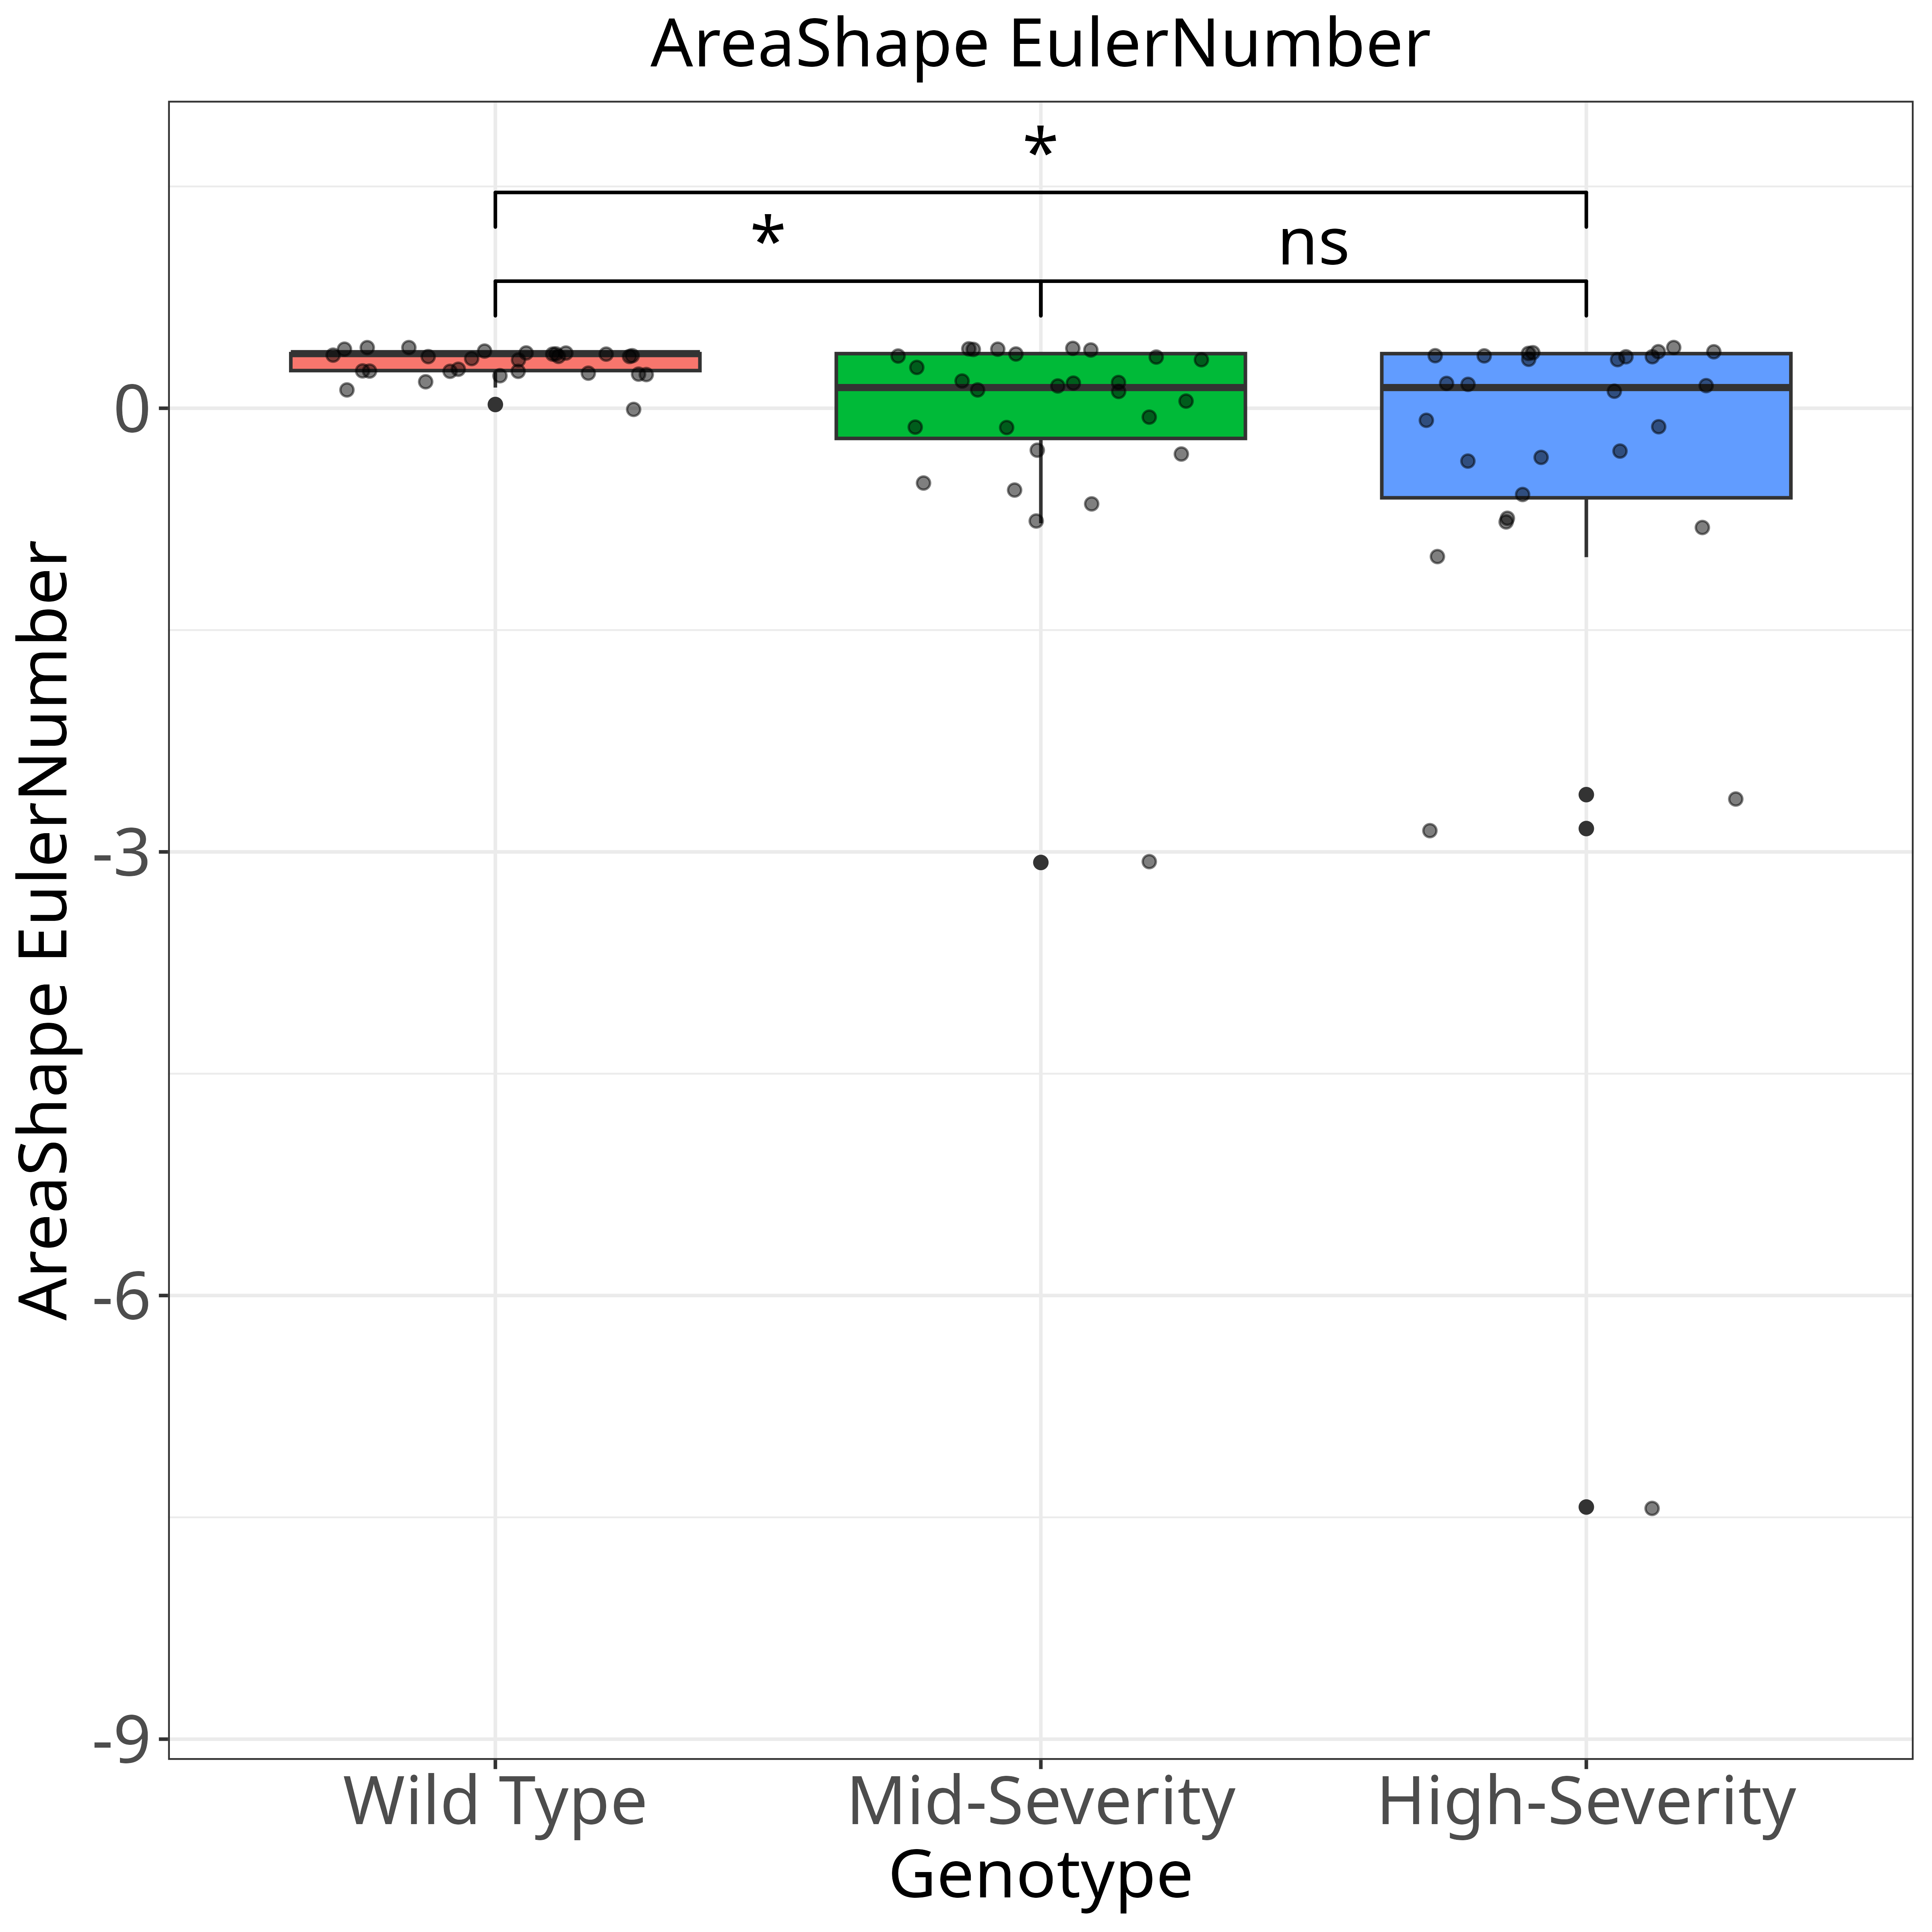 AreaShape EulerNumber
*
*
ns
AreaShape EulerNumber
0
-3
-6
-9
Wild Type
Mid-Severity
High-Severity
Genotype